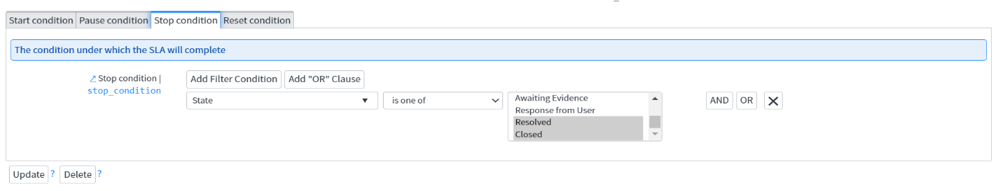 Start condition Pause condition Stop condition Reset condition
The condition under which the SLA will complete
Stop condition | Add Filter Condition Add "OR" Clause
stop_condition
State is one of Awaiting Evidence AND OR
Response from User
Resolved
Closed
Update ? Delete ?